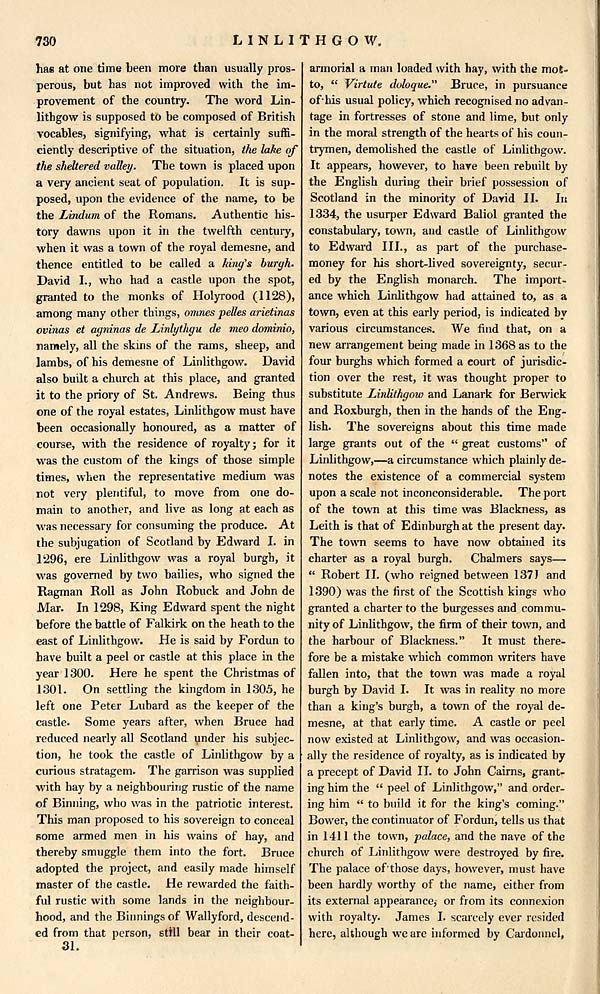 730
LINLITHGOW.
has at one time been more than usually pros-
perous, but has not improved with the im-
provement of the country. The word Lin-
lithgow is supposed to be composed of British
vocables, signifying, what is certainly suffi-
ciently descriptive of the situation, the lake of
the sheltered valley. The town is placed upon
a very ancient seat of population. It is sup-
posed, upon the evidence of the name, to be
the Lindum of the Romans. Authentic his-
tory dawns upon it in the twelfth century,
when it was a town of the royal demesne, and
thence entitled to be called a king's burgh.
David I., who had a castle upon the spot,
granted to the monks of Holyrood (1128),
among many other things, omnes pelles arietinas
ovinas et agninas de Linlythgu de meo dominio,
namely, all the skins of the rams, sheep, and
lambs, of his demesne of Linlithgow. David
also built a church at this place, and granted
it to the priory of St. Andrews. Being thus
one of the royal estates, Linlithgow must have
been occasionally honoured, as a matter of
course, with the residence of royalty; for it
was the custom of the kings of those simple
times, when the representative medium was
not very plentiful, to move from one do-
main to another, and live as long at each as
was necessary for consuming the produce. At
the subjugation of Scotland by Edward I. in
1296, ere Linlithgow was a royal burgh, it
was governed by two bailies, who signed the
Ragman Roll as John Robuck and John de
Mar. In 1298, King Edward spent the night
before the battle of Falkirk on the heath to the
east of Linlithgow. He is said by Fordun to
have built a peel or castle at this place in the
year 1300. Here he spent the Christmas of
1301. On settling the kingdom in 1305, he
left one Peter Lubard as the keeper of the
castle. Some years after, when Bruce had
reduced nearly all Scotland under his subjec-
tion, he took the castle of Linlithgow by a
curious stratagem. The garrison was supplied
with hay by a neighbouring rustic of the name
of Binning, who was in the patriotic interest.
This man proposed to his sovereign to conceal
some armed men in his wains of hay, and
thereby smuggle them into the fort. Bruce
adopted the project, and easily made himself
master of the castle. He rewarded the faith-
ful rustic with some lands in the neighbour-
hood, and the Binnings of Wallyford, descend-
ed from that person, still bear in their coat-
31.
armorial a man loaded with hay, with the mot-
to, " Virtute doloque." Bruce, in pursuance
of his usual policy, which recognised no advan-
tage in fortresses of stone and lime, but only
in the moral strength of the hearts of his coun-
trymen, demolished the castle of Linlithgow.
It appears, however, to have been rebuilt by
the English during their brief possession of
Scotland in the minority of David II. In
1334, the usurper Edward Baliol granted the
constabulary, town, and castle of Linlithgow
to Edward III., as part of the purchase-
money for his short-lived sovereignty, secur-
ed by the English monarch. The import-
ance which Linlithgow had attained to, as a
town, even at this early period, is indicated by
various circumstances. We find that, on a
new arrangement being made in 1368 as to the
four burghs which formed a court of jurisdic-
tion over the rest, it was thought proper to
substitute Linlithgow and Lanark for Berwick
and Roxburgh, then in the hands of the Eng-
lish. The sovereigns about this time made
large grants out of the " great customs" of
Linlithgow,—a circumstance which plainly de-
notes the existence of a commercial system
upon a scale not inconconsiderable. The port
of the town at this time was Blackness, as
Leith is that of Edinburgh at the present day.
The town seems to have now obtained its
charter as a royal burgh. Chalmers says—
" Robert II. (who reigned between 1371 and
1390) was the first of the Scottish kings who
granted a charter to the burgesses and commu-
nity of Linlithgow, the firm of their town, and
the harbour of Blackness." It must there-
fore be a mistake which common writers have
fallen into, that the town was made a royal
burgh by David I. It was in reality no more
than a king's burgh, a town of the royal de-
mesne, at that early time. A castle or peel
now existed at Linlithgow, and was occasion-
ally the residence of royalty, as is indicated by
a precept of David II. to John Cairns, grant-
ing him the " peel of Linlithgow," and order-
ing him " to build it for the king's coming."
Bower, the continuator of Fordun, tells us that
in 1411 the town, palace, and the nave of the
church of Linlithgow were destroyed by fire.
The palace of those days, however, must have
been hardly worthy of the name, either from
its external appearance, or from its connexion
with royalty. James I. scarcely ever resided
here, although we are informed by Cardonnel,